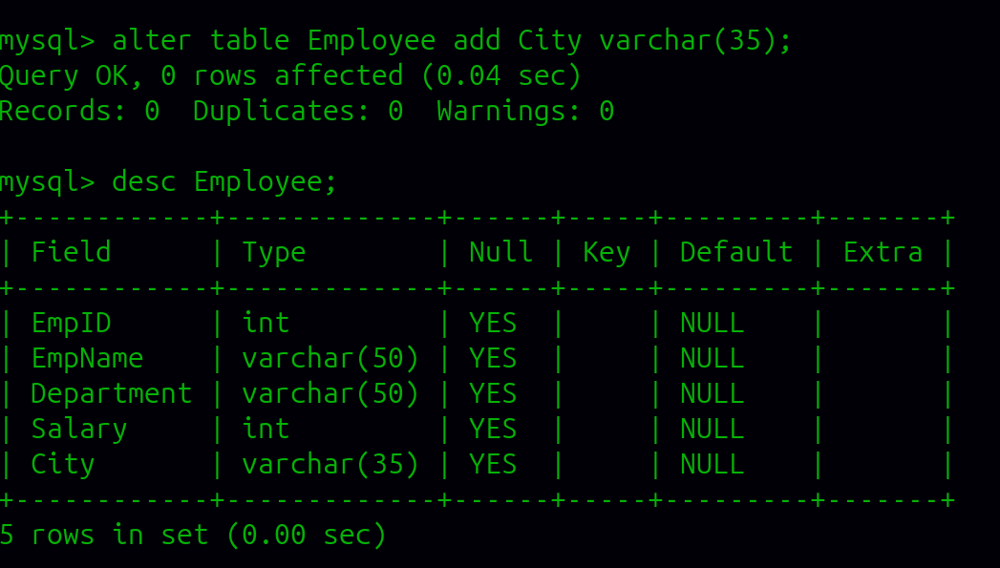 mysql> alter table Employee add City varchar(35);
Query OK, 0 rows affected (0.04 sec)
Records: 0  Duplicates: 0  Warnings: 0

mysql> desc Employee;
+------------+-------------+------+-----+---------+-------+
| Field      | Type        | Null | Key | Default | Extra |
+------------+-------------+------+-----+---------+-------+
| EmpID      | int         | YES  |     | NULL    |       |
| EmpName    | varchar(50) | YES  |     | NULL    |       |
| Department | varchar(50) | YES  |     | NULL    |       |
| Salary     | int         | YES  |     | NULL    |       |
| City       | varchar(35) | YES  |     | NULL    |       |
+------------+-------------+------+-----+---------+-------+
5 rows in set (0.00 sec)